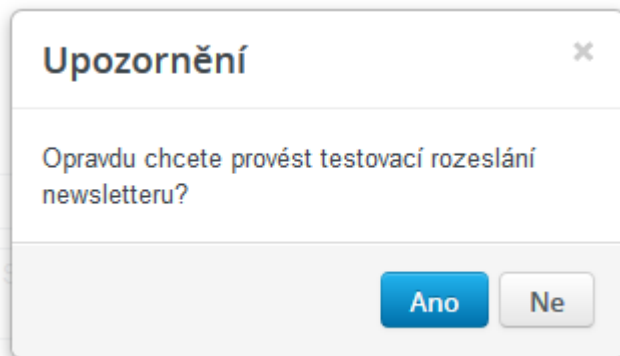 Upozornění
×
Opravdu chcete provést testovací rozeslání
newsletteru?
Ano
Ne